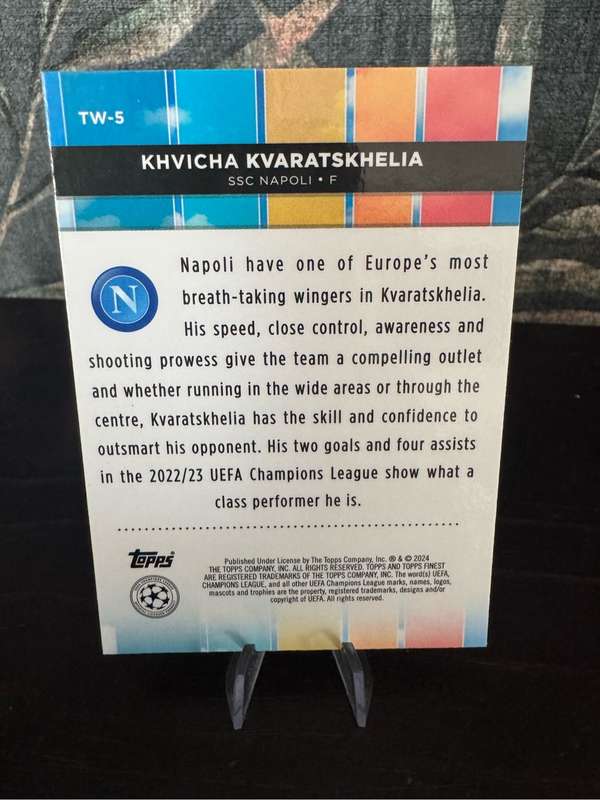 TW-5
KHVICHA KVARATSKHELIA
SSC NAPOLI • F
N
Napoli have one of Europe's most
breath-taking wingers in Kvaratskhelia.
His speed, close control, awareness and
shooting prowess give the team a compelling outlet
and whether running in the wide areas or through the
centre, Kvaratskhelia has the skill and confidence to
outsmart his opponent. His two goals and four assists
in the 2022/23 UEFA Champions League show what a
class performer he is.
topps
Published Under License by The Topps Company, Inc. ® & © 2024
THE TOPPS COMPANY, INC. ALL RIGHTS RESERVED. TOPPS AND TOPPS FINEST
ARE REGISTERED TRADEMARKS OF THE TOPPS COMPANY, INC. The word(s) UEFA,
CHAMPIONS LEAGUE, and all other UEFA Champions League marks, names, logos,
mascots and trophies are the property, registered trademarks, designs and/or
copyright of UEFA. All rights reserved.